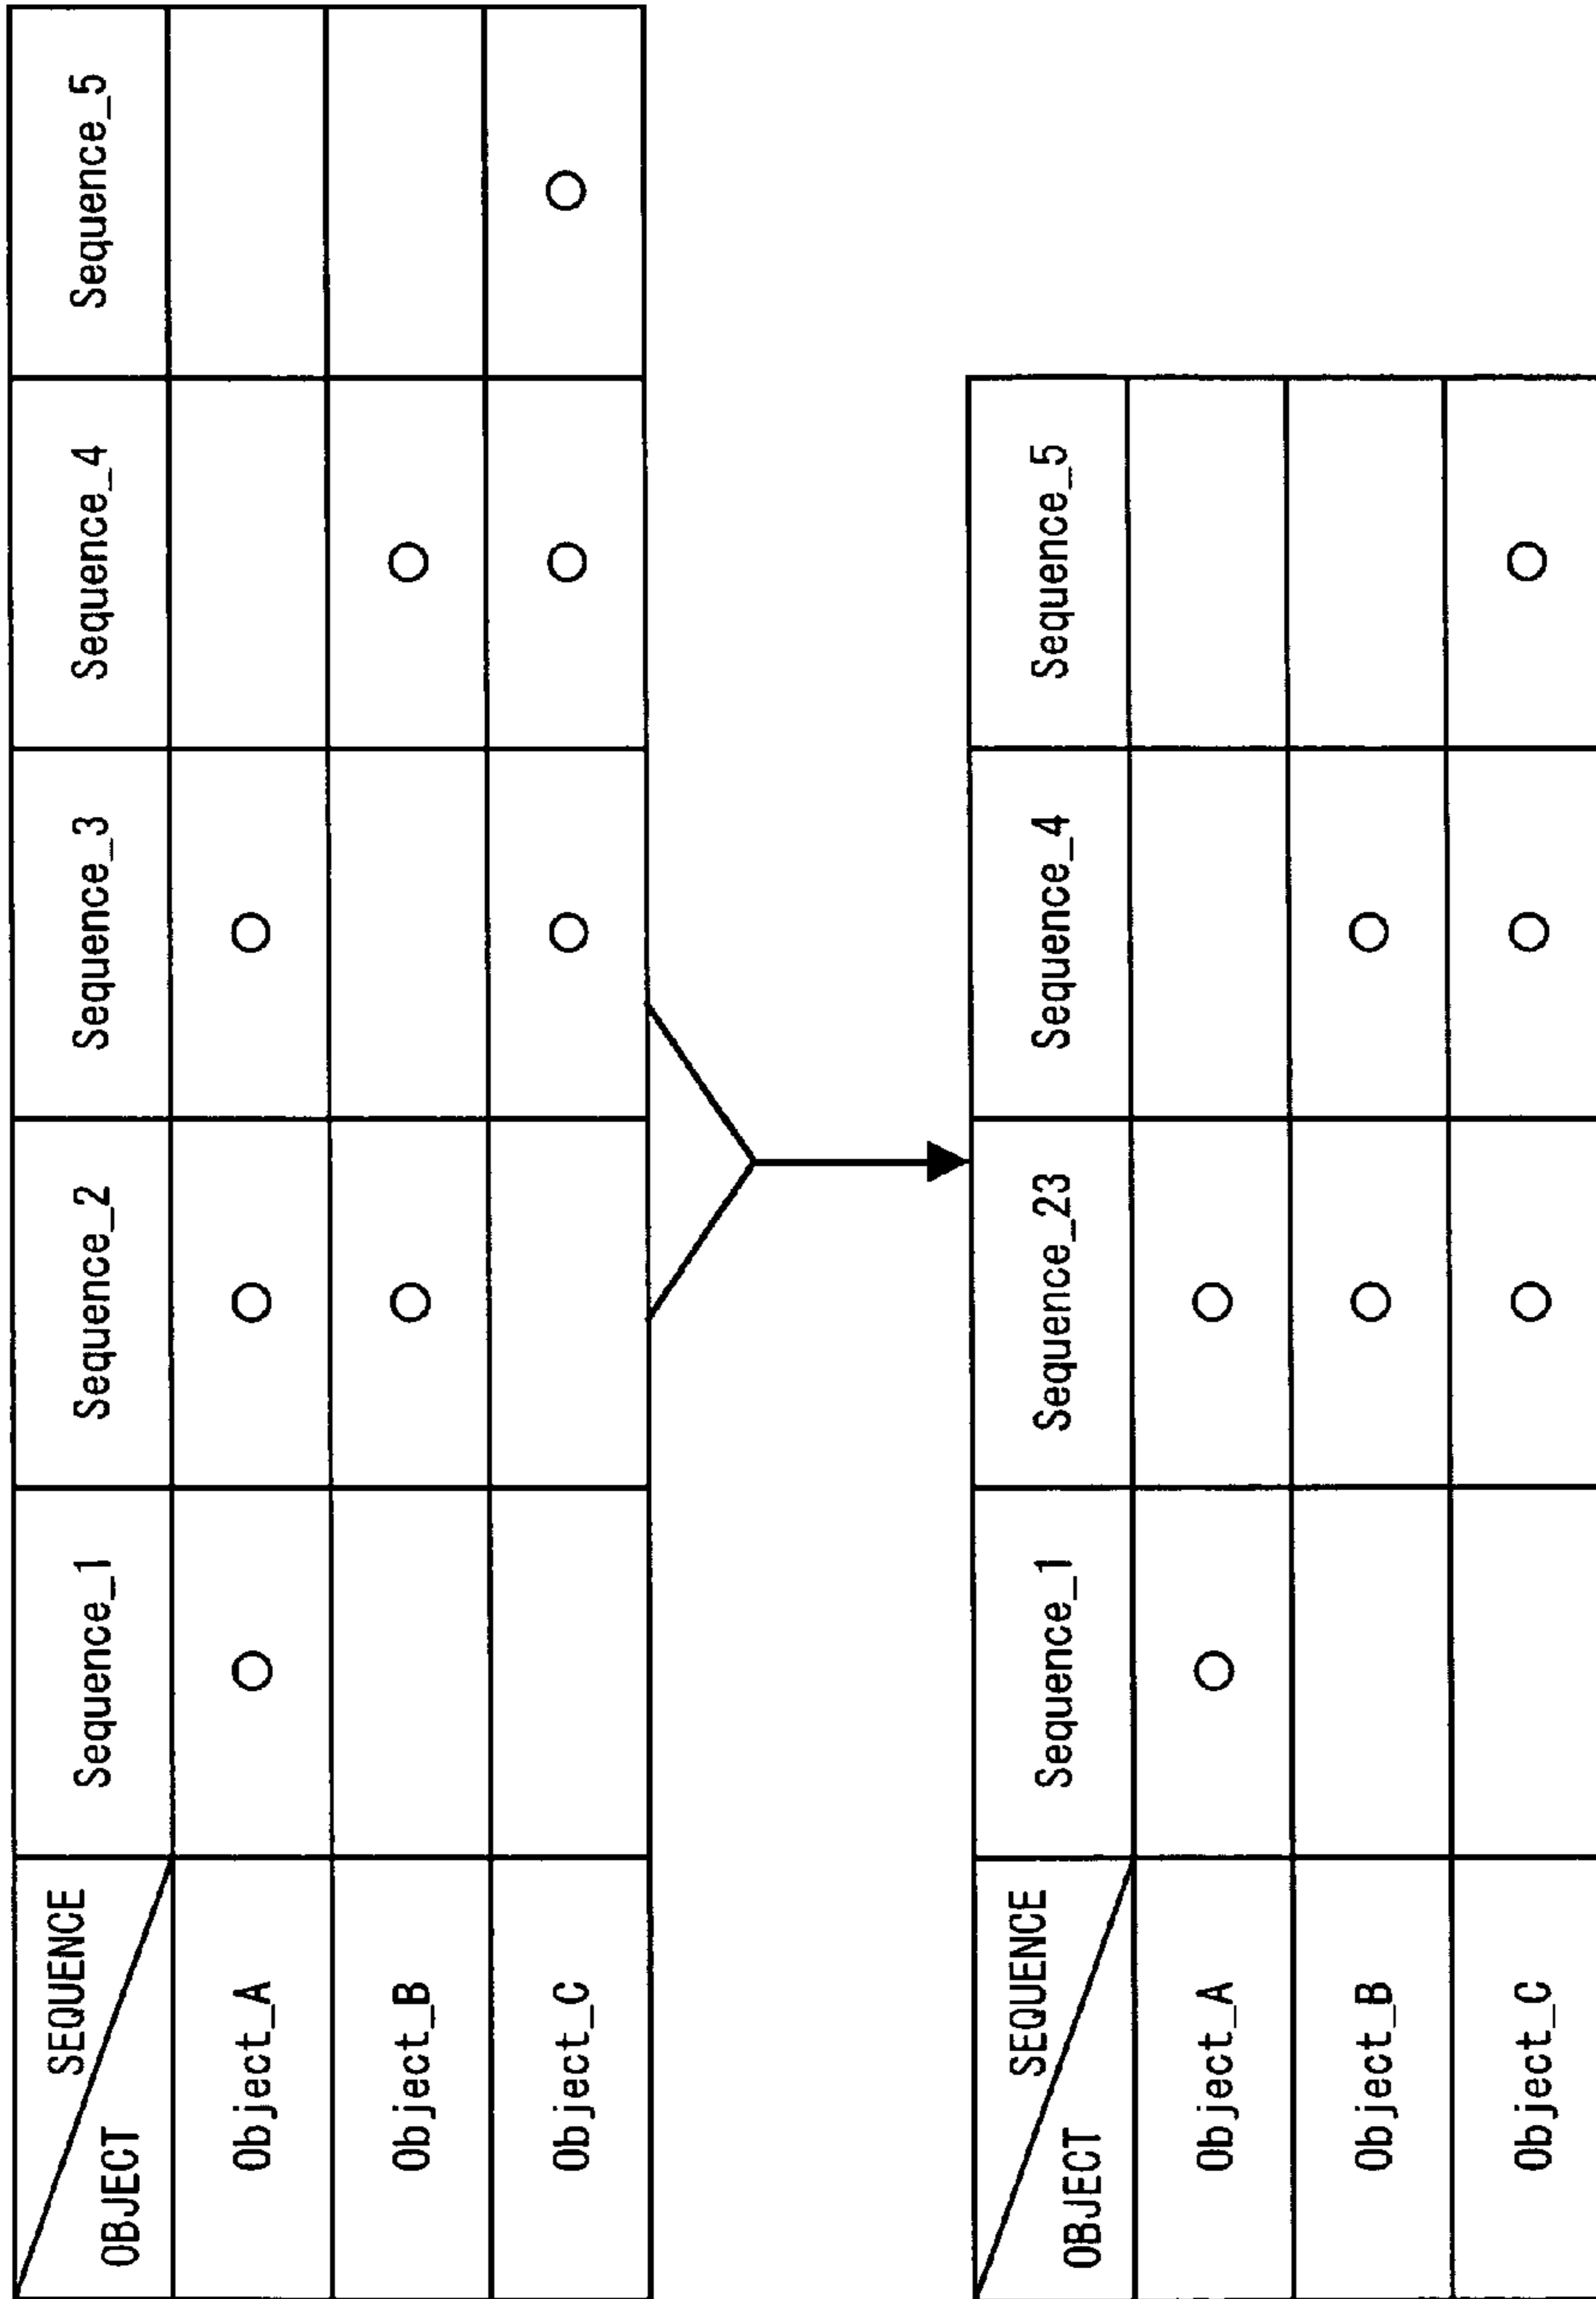 SEQUENCE
OBJECT
Sequence_1
Sequence_2
Sequence_3
Sequence_4
Sequence_5
Object_A
Object_B
Object_C
SEQUENCE
OBJECT
Sequence_1
Sequence_23
Sequence_4
Sequence_5
Object_A
Object_B
Object_C